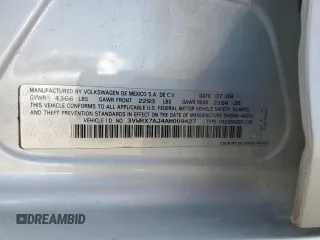 MANUFACTURED BY VOLKSWAGEN DE MEXICO S.A. DE C.V. DATE 07.09
GVWR 4366 LBS GAWR FRONT 2293 LBS GAWR REAR 2164 LBS
THIS VEHICLE CONFORMS TO ALL APPLICABLE U.S. FEDERAL MOTOR VEHICLE SAFETY, BUMPER,
AND THEFT PREVENTION STANDARDS IN EFFECT ON THE DATE OF MANUFACTURE SHOWN ABOVE.
VEHICLE I.D. NO.: 3VWRX7AJ4AM009427 TYPE: PASSENGER CAR
BIDMOTORS